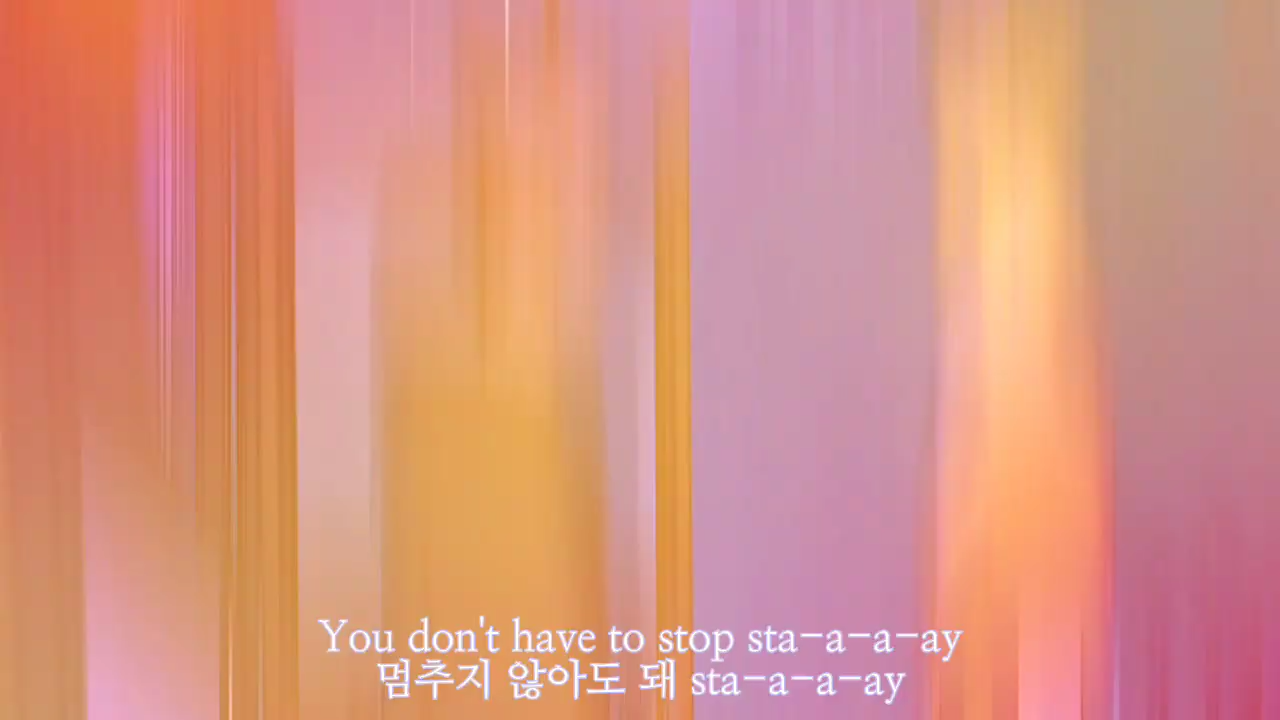 You don't have to stop sta-a-a-ay
멈추지 않아도 돼 sta-a-a-ay